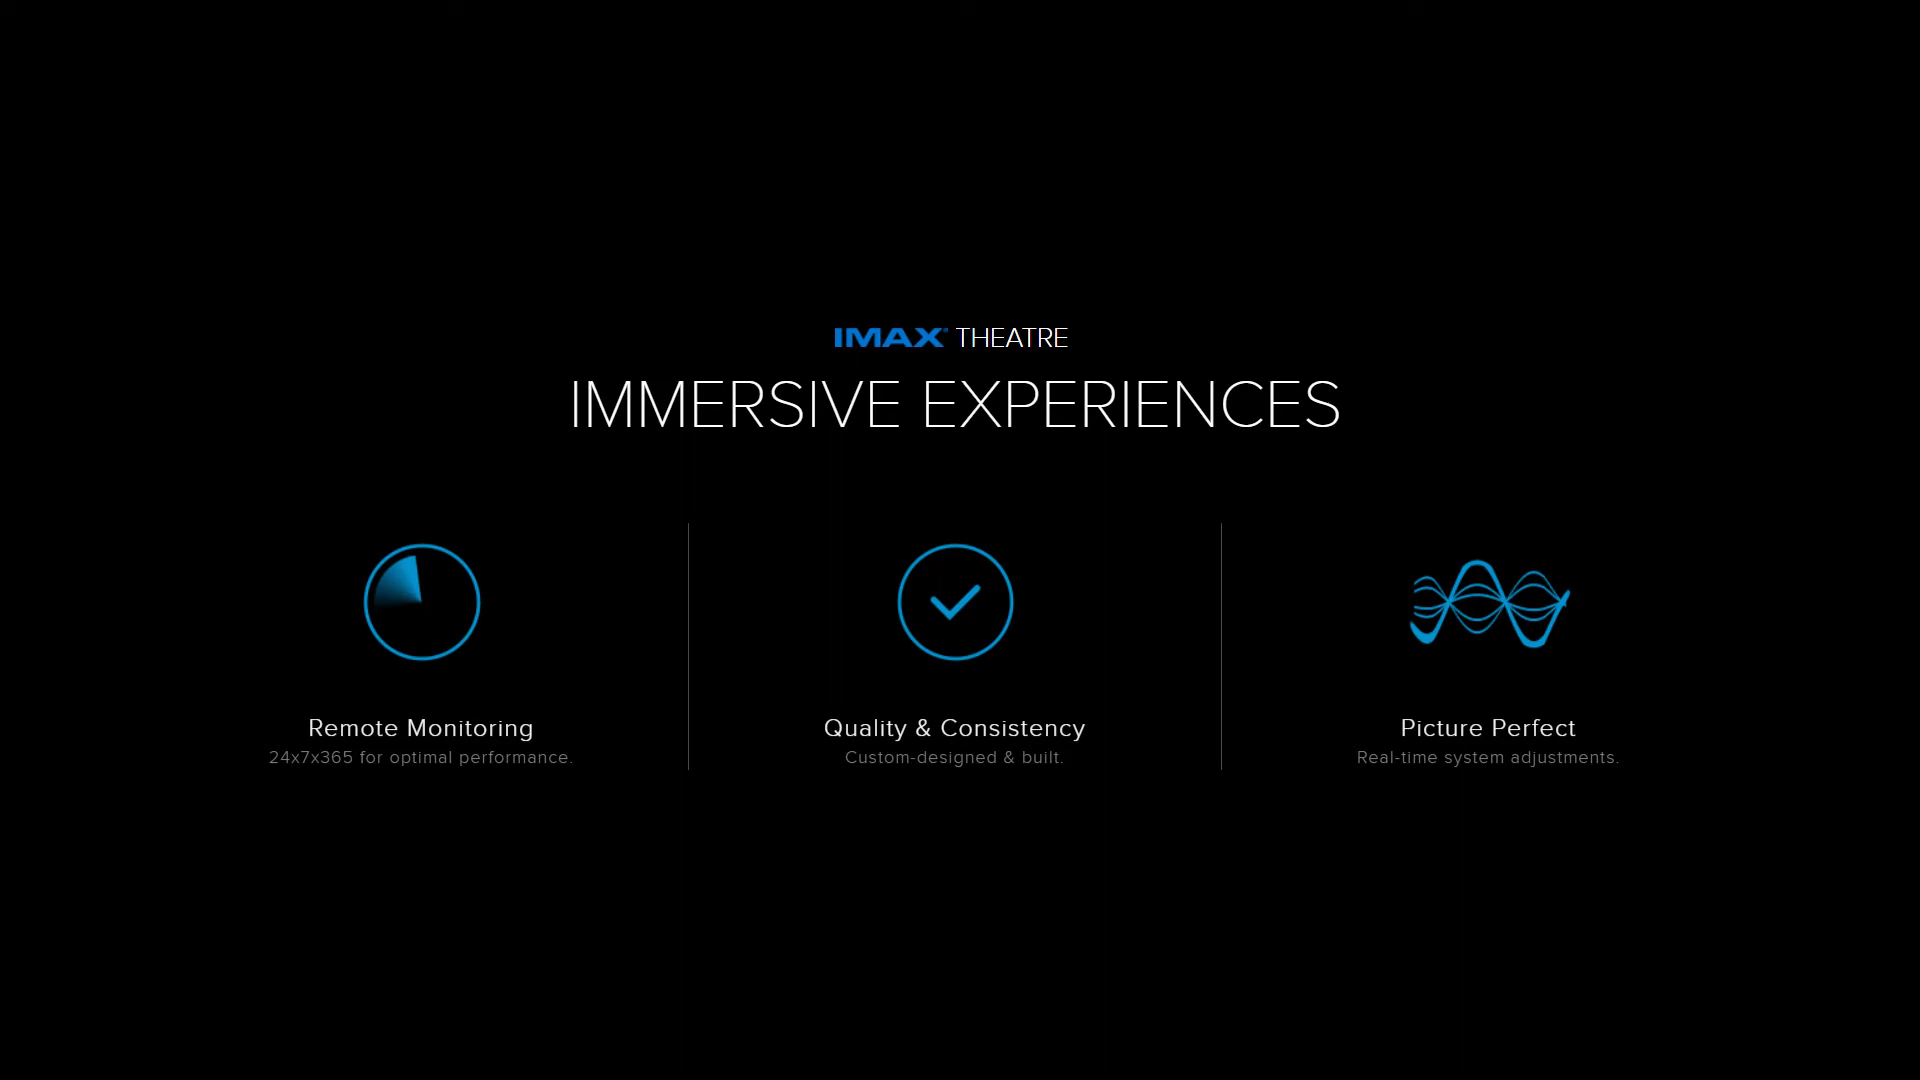 IMAX® THEATRE
IMMERSIVE EXPERIENCES
Remote Monitoring
24x7x365 for optimal performance.
Quality & Consistency
Custom-designed & built.
Picture Perfect
Real-time system adjustments.